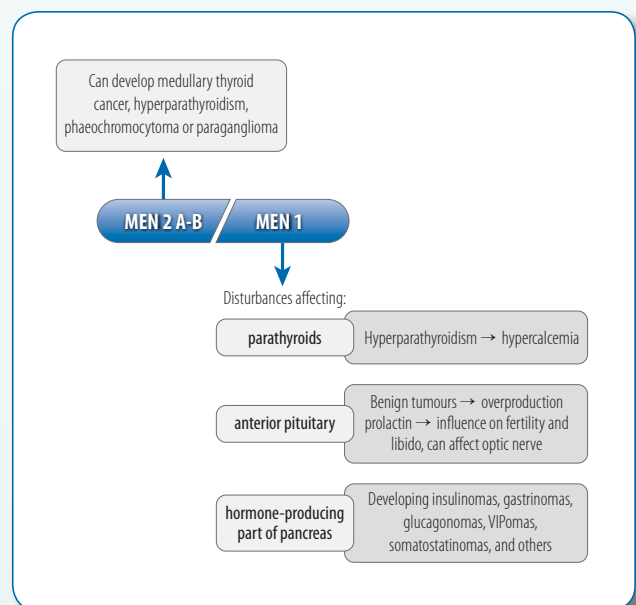 Can develop medullary thyroid
cancer, hyperparathyroidism,
phaeochromocytoma or paraganglioma
MEN 2 A-B
MEN 1
Disturbances affecting:
parathyroids
Hyperparathyroidism → hypercalcemia
anterior pituitary
Benign tumours → overproduction
prolactin → influence on fertility and
libido, can affect optic nerve
hormone-producing
part of pancreas
Developing insulinomas, gastrinomas,
glucagonomas, VIPomas,
somatostatinomas, and others